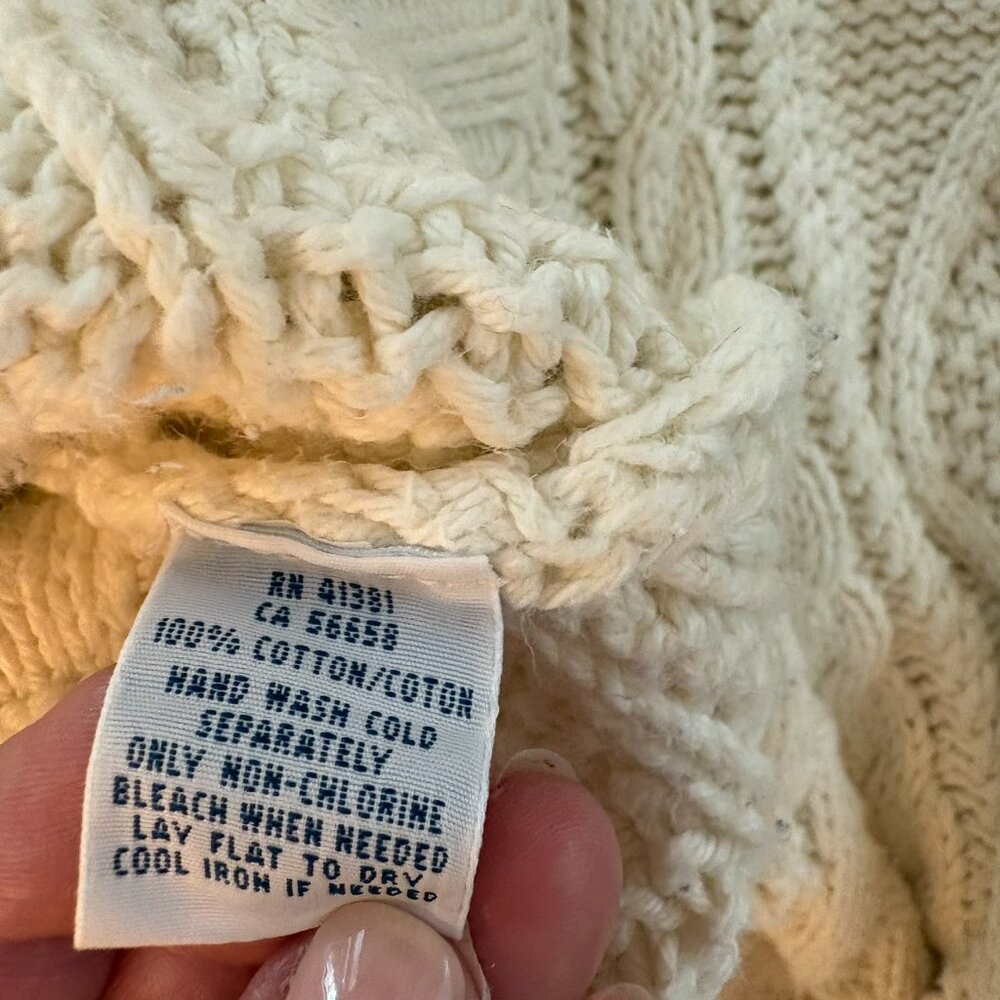 RN 41381
CA 56658
100% COTTON/COTON
HAND WASH COLD
SEPARATELY
ONLY NON-CHLORINE
BLEACH WHEN NEEDED
LAY FLAT TO DRY
COOL IRON IF NEEDED